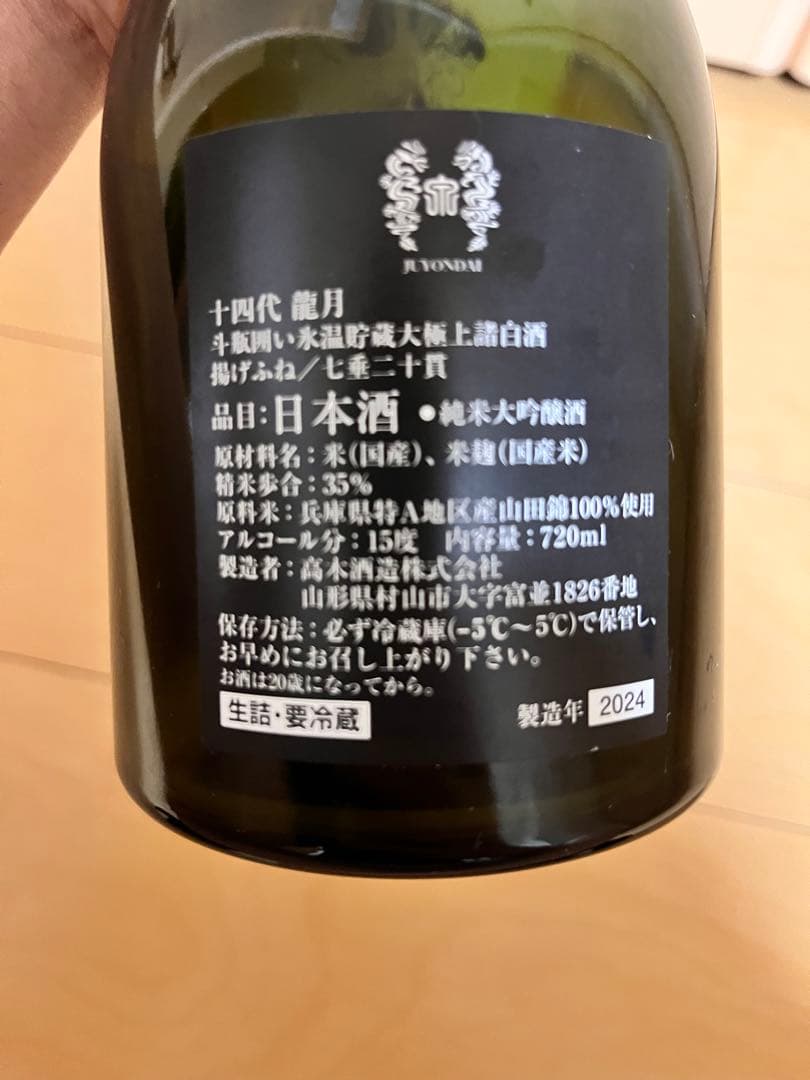 JUYONDAI
十四代 龍月
斗瓶囲い氷温貯蔵大極上諸白酒
揚げふね／七垂二十貫
品目：日本酒 ●純米大吟醸酒
原材料名：米(国産)、米麹(国産米)
精米歩合：35%
原料米：兵庫県特A地区産山田錦100%使用
アルコール分：15度 内容量：720ml
製造者：高木酒造株式会社
山形県村山市大字富並1826番地
保存方法：必ず冷蔵庫(-5℃〜5℃)で保管し、
お早めにお召し上がり下さい。
お酒は20歳になってから。
生詰・要冷蔵 製造年 2024